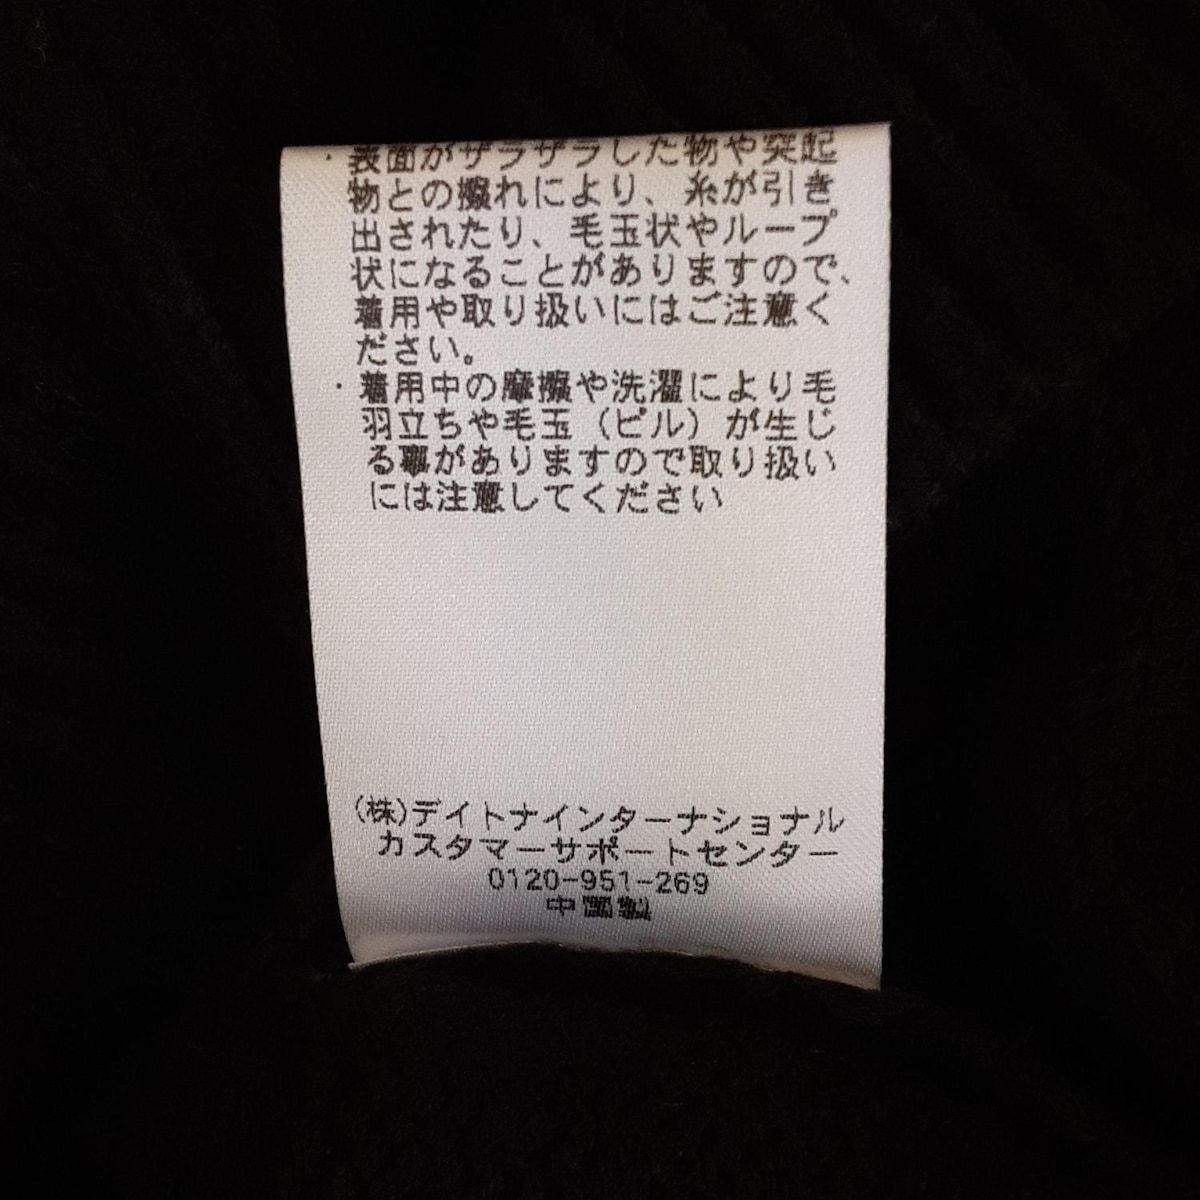 ・表面がザラザラした物や突起
物との擦れにより、糸が引き
出されたり、毛玉状やループ
状になることがありますので、
着用や取り扱いにはご注意く
ださい。
・着用中の摩擦や洗濯により毛
羽立ちや毛玉（ピル）が生じ
る事がありますので取り扱い
には注意してください
(株)デイトナインターナショナル
カスタマーサポートセンター
0120-951-269
中国製